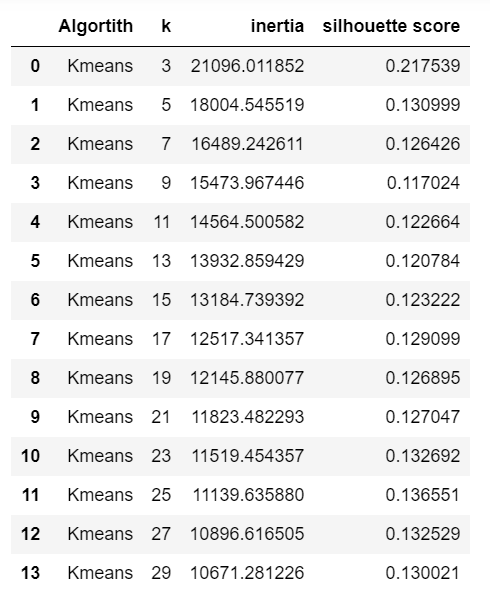 Algortith k inertia silhouette score
0 Kmeans 3 21096.011852 0.217539
1 Kmeans 5 18004.545519 0.130999
2 Kmeans 7 16489.242611 0.126426
3 Kmeans 9 15473.967446 0.117024
4 Kmeans 11 14564.500582 0.122664
5 Kmeans 13 13932.859429 0.120784
6 Kmeans 15 13184.739392 0.123222
7 Kmeans 17 12517.341357 0.129099
8 Kmeans 19 12145.880077 0.126895
9 Kmeans 21 11823.482293 0.127047
10 Kmeans 23 11519.454357 0.132692
11 Kmeans 25 11139.635880 0.136551
12 Kmeans 27 10896.616505 0.132529
13 Kmeans 29 10671.281226 0.130021